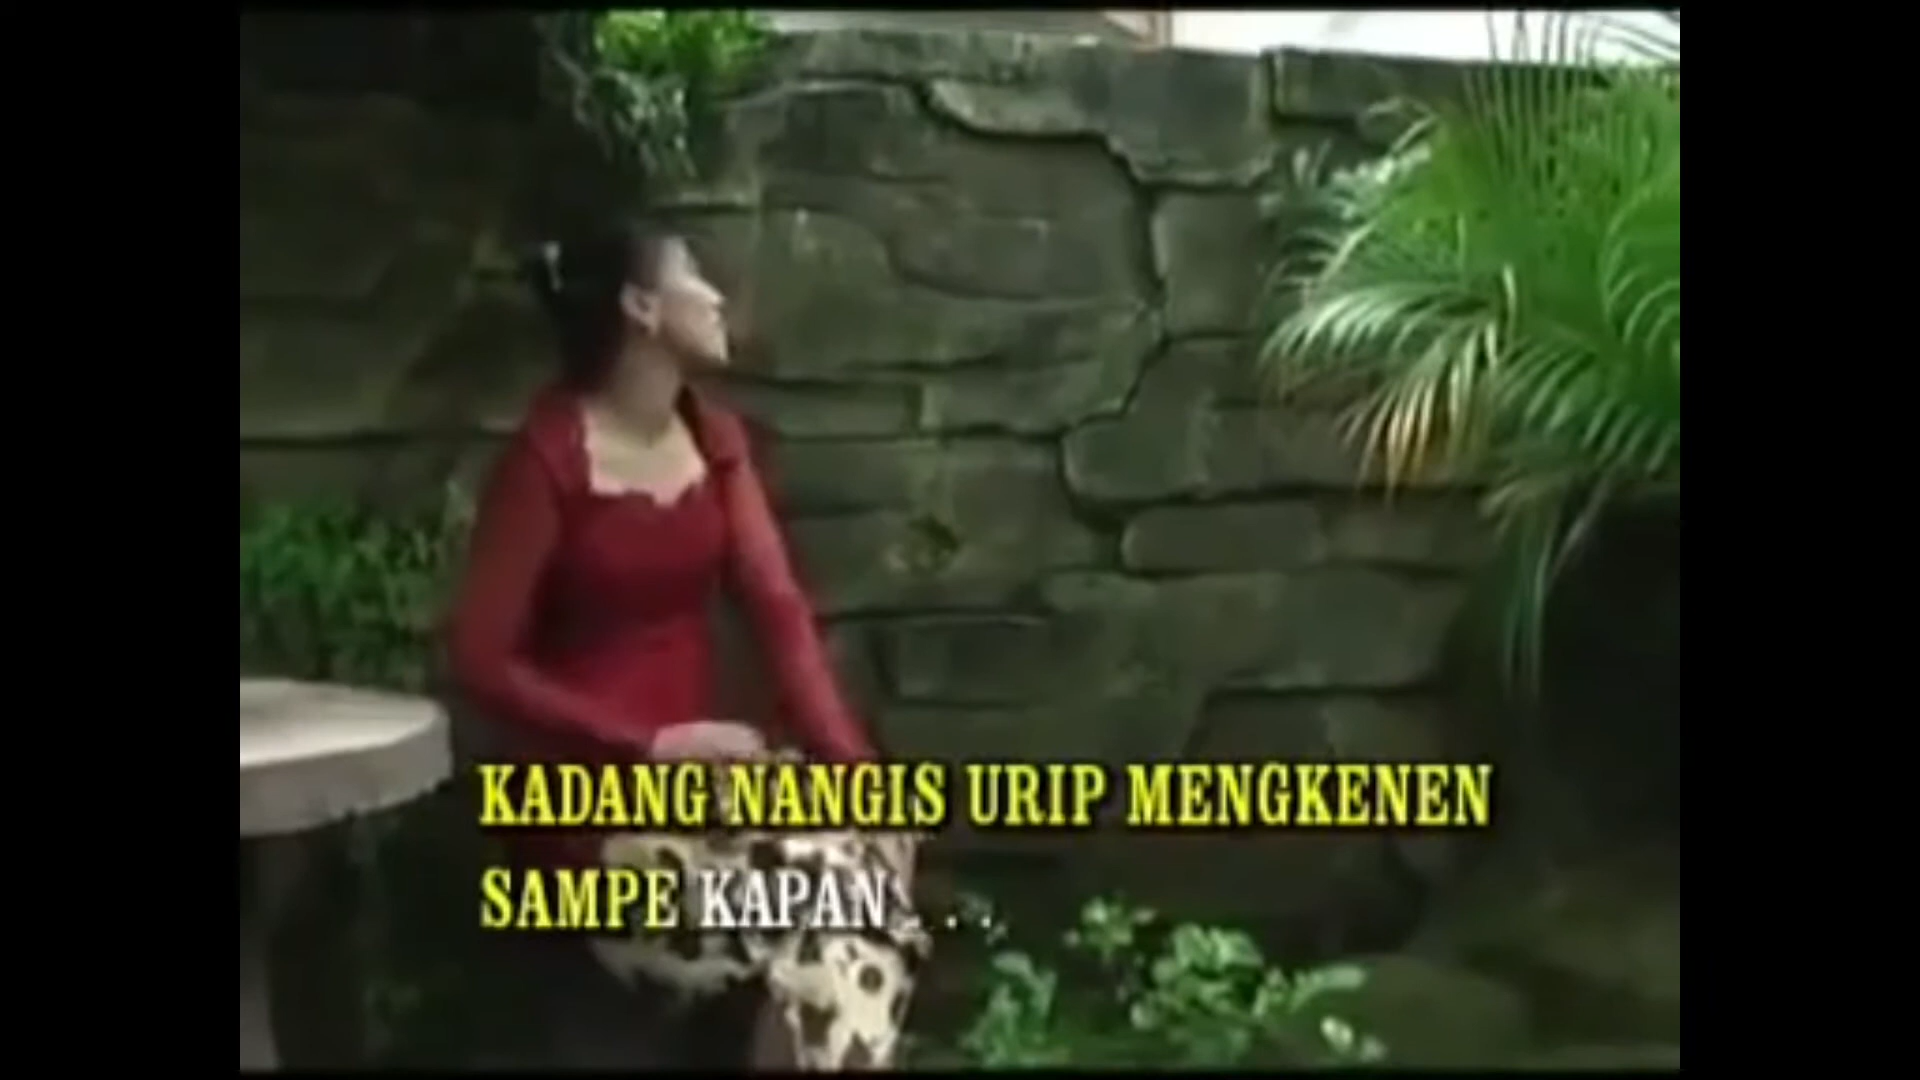 KADANG NANGIS URIP MENGKENEN
SAMPE KAPAN . . .